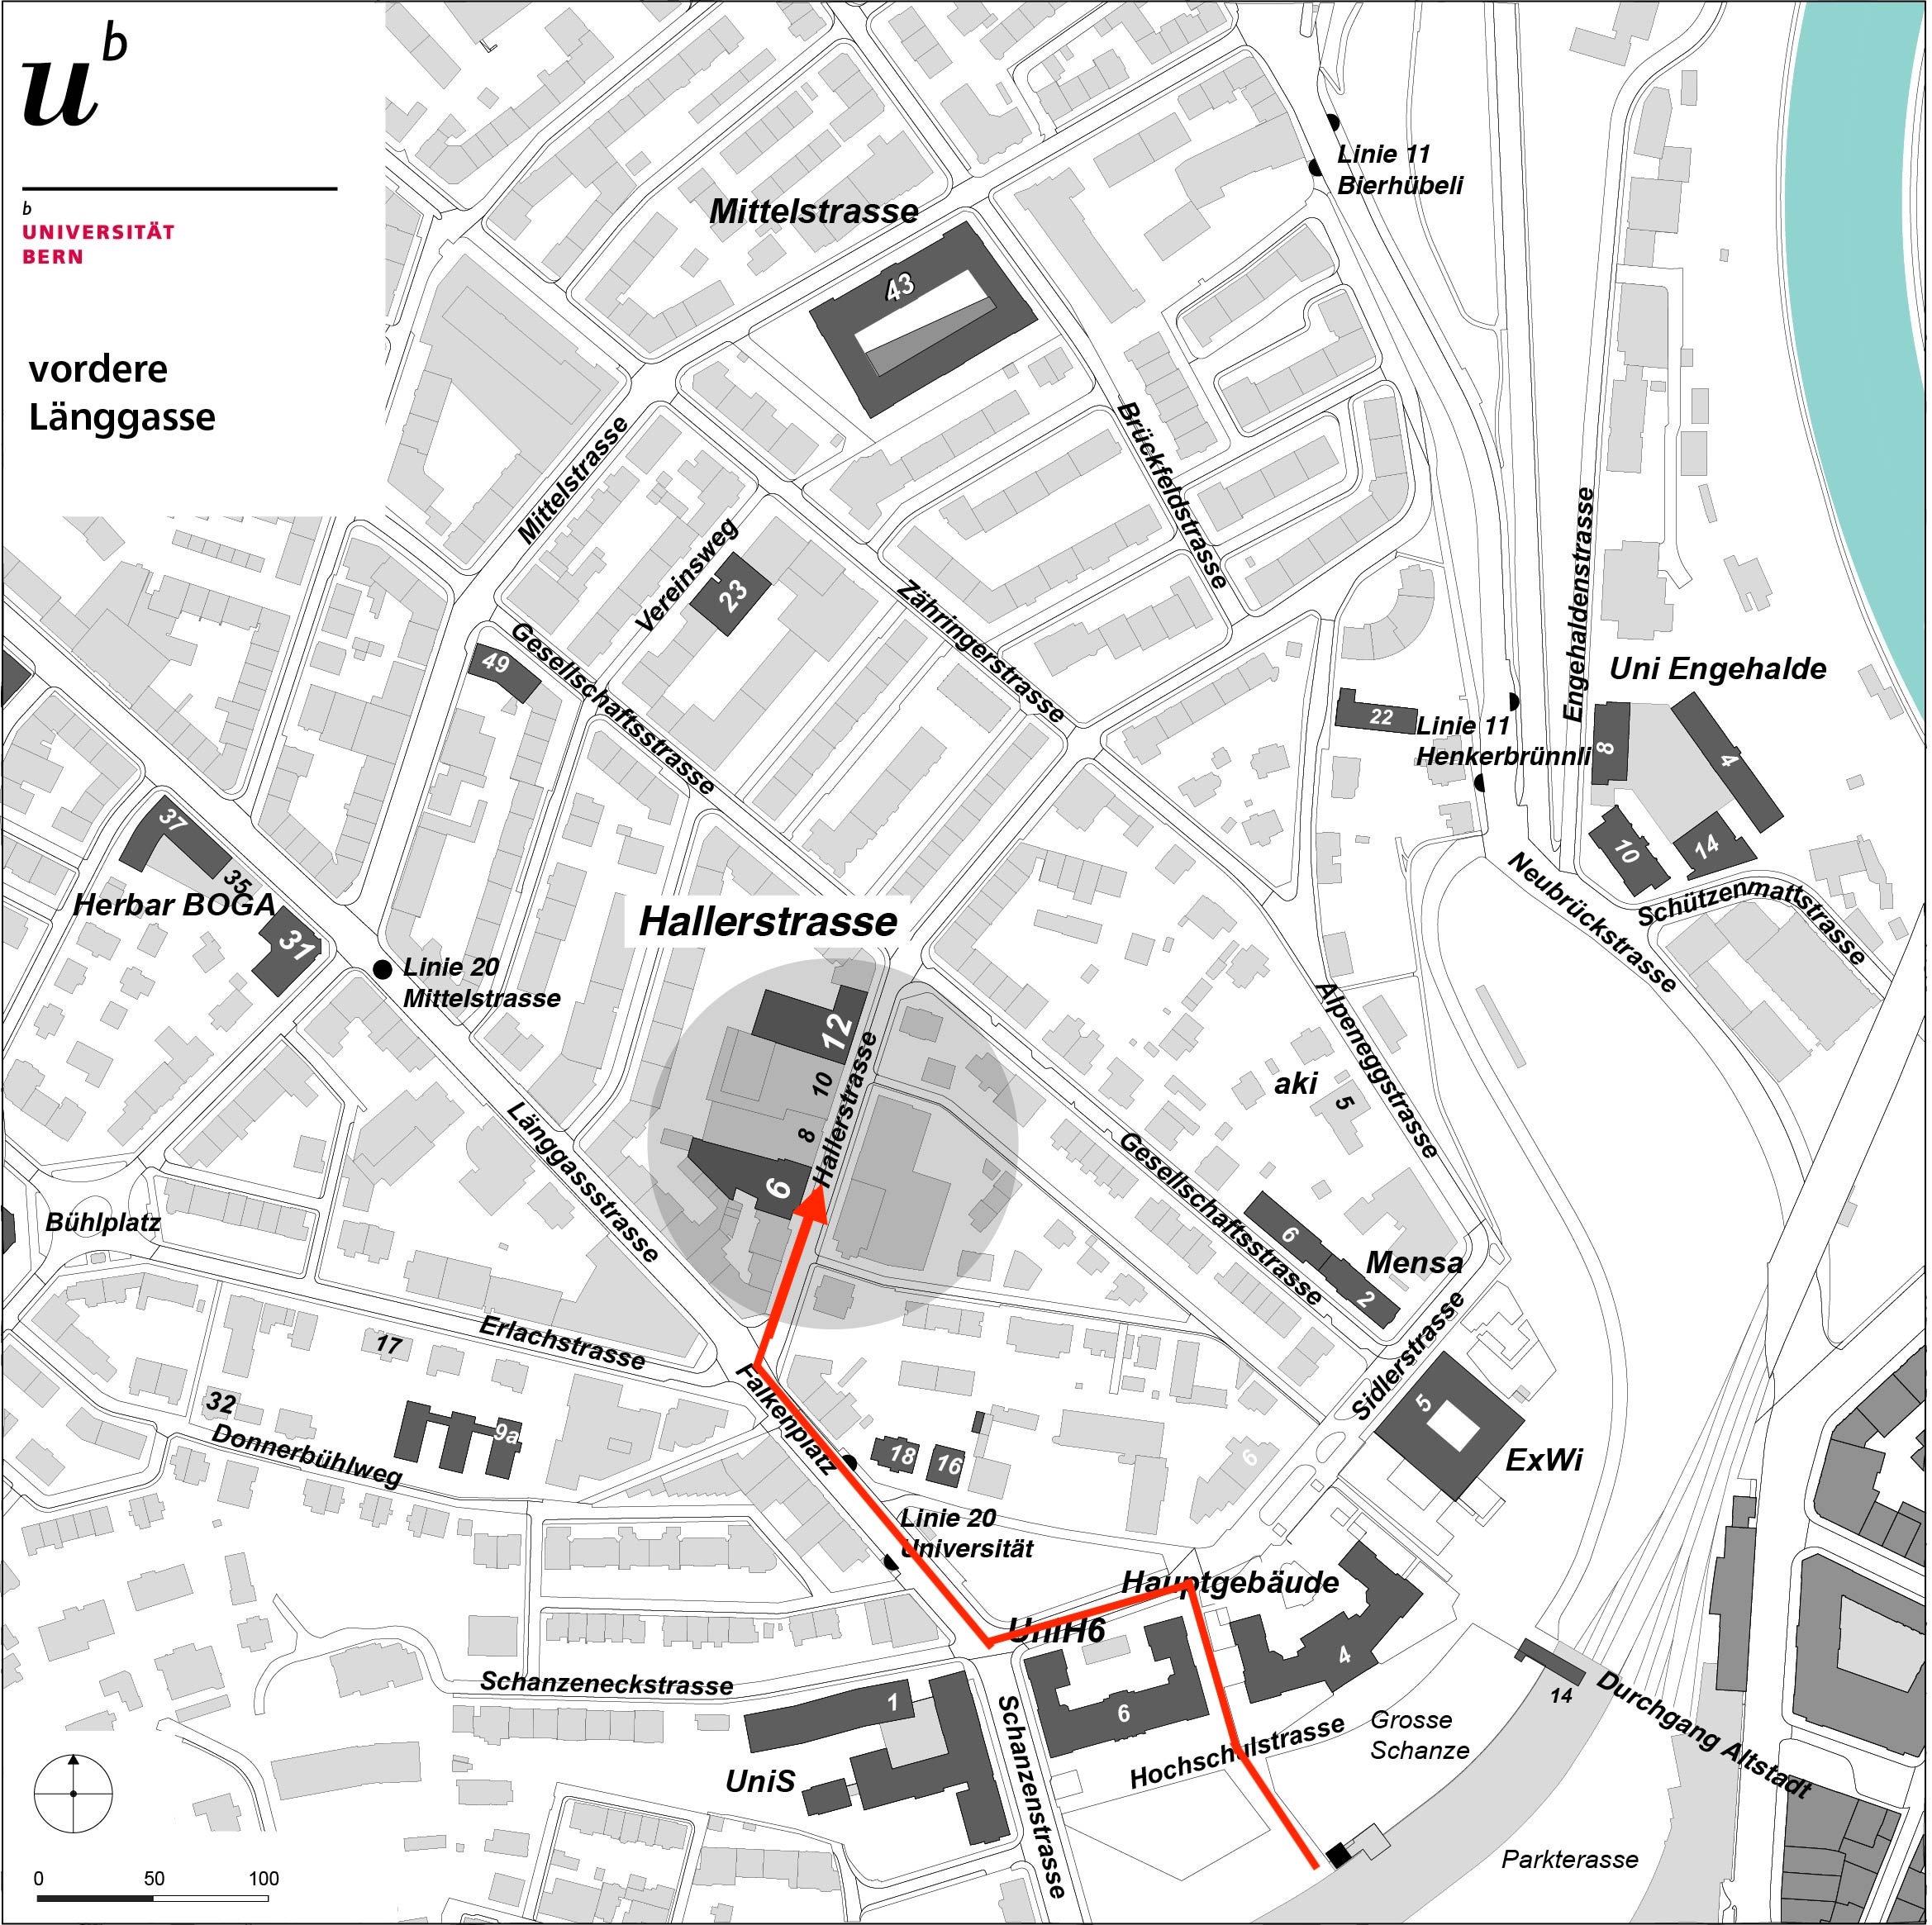 u b
b
UNIVERSITÄT
BERN
vordere
Länggasse
Linie 11
Bierhübeli
Mittelstrasse
43
Mittelstrasse
Brückfeldstrasse
Vereinsweg
23
Engehaldenstrasse
Zähringerstrasse
49
Gesellschaftsstrasse
Uni Engehalde
22
Linie 11
Henkerbrünnli
8
4
10
14
37
35
Herbar BOGA
31
Neubrückstrasse
Schützenmattstrasse
Hallerstrasse
Linie 20
Mittelstrasse
12
10
8
6
Hallerstrasse
Alpeneggstrasse
aki
5
Länggassstrasse
Gesellschaftsstrasse
Bühlplatz
6
2
Mensa
Erlachstrasse
17
Sidlerstrasse
32
Falkenplatz
5
ExWi
Donnerbühlweg
9a
18
16
6
Linie 20
Universität
Hauptgebäude
UniH6
4
Schanzeneckstrasse
1
6
14
Durchgang Altstadt
Schanzenstrasse
Hochschulstrasse
Grosse
Schanze
UniS
Parkterasse
0 50 100